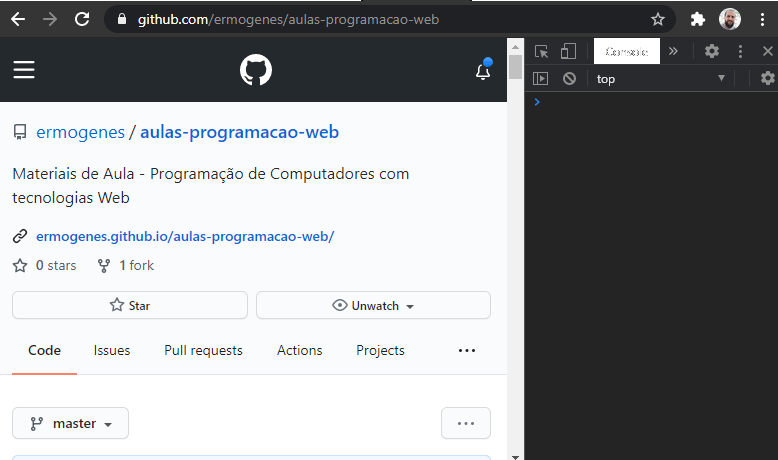 github.com/ermogenes/aulas-programacao-web
Console
top
ermogenes / aulas-programacao-web
Materiais de Aula - Programação de Computadores com
tecnologias Web
ermogenes.github.io/aulas-programacao-web/
0 stars 1 fork
Star Unwatch
Code Issues Pull requests Actions Projects
master